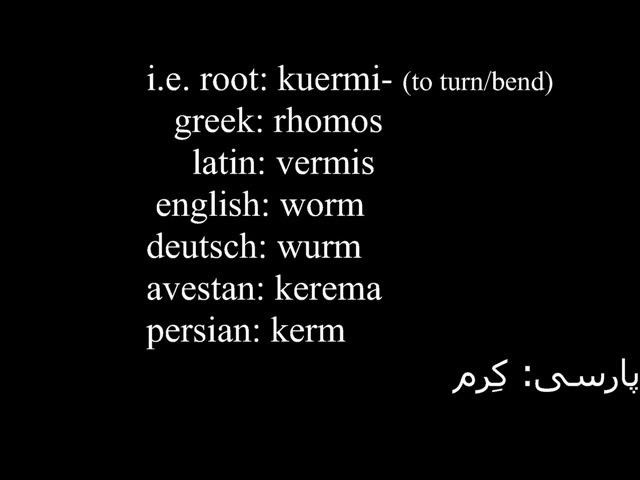 i.e. root: kuermi- (to turn/bend)
greek: rhomos
latin: vermis
english: worm
deutsch: wurm
avestan: kerema
persian: kerm
پارسی: کِرم